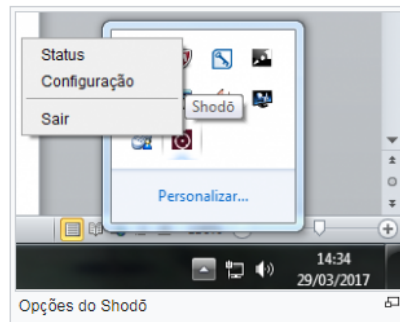 Status
Configuração
Sair
Shodō
Personalizar...
14:34
29/03/2017
Opções do Shodō